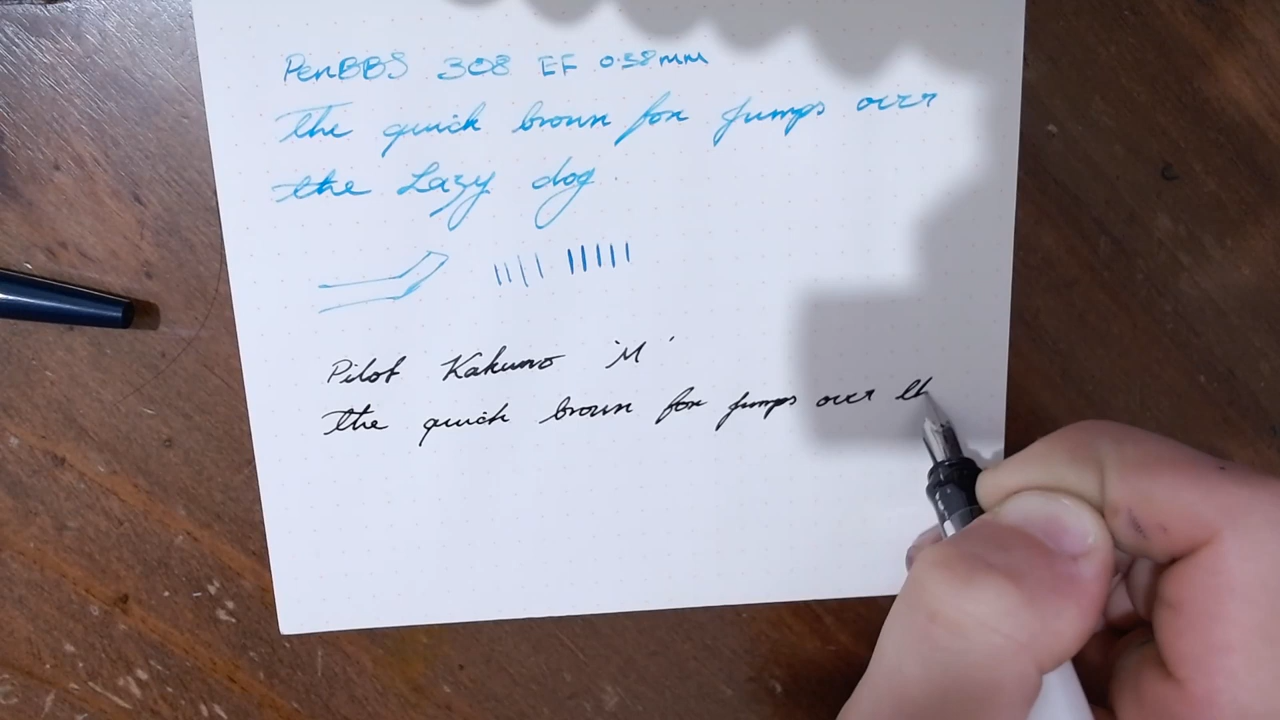 PenBBS 308 EF 0.38mm
The quick brown fox jumps over
the Lazy dog.
Pilot Kakuno 'M'
The quick brown fox jumps over th